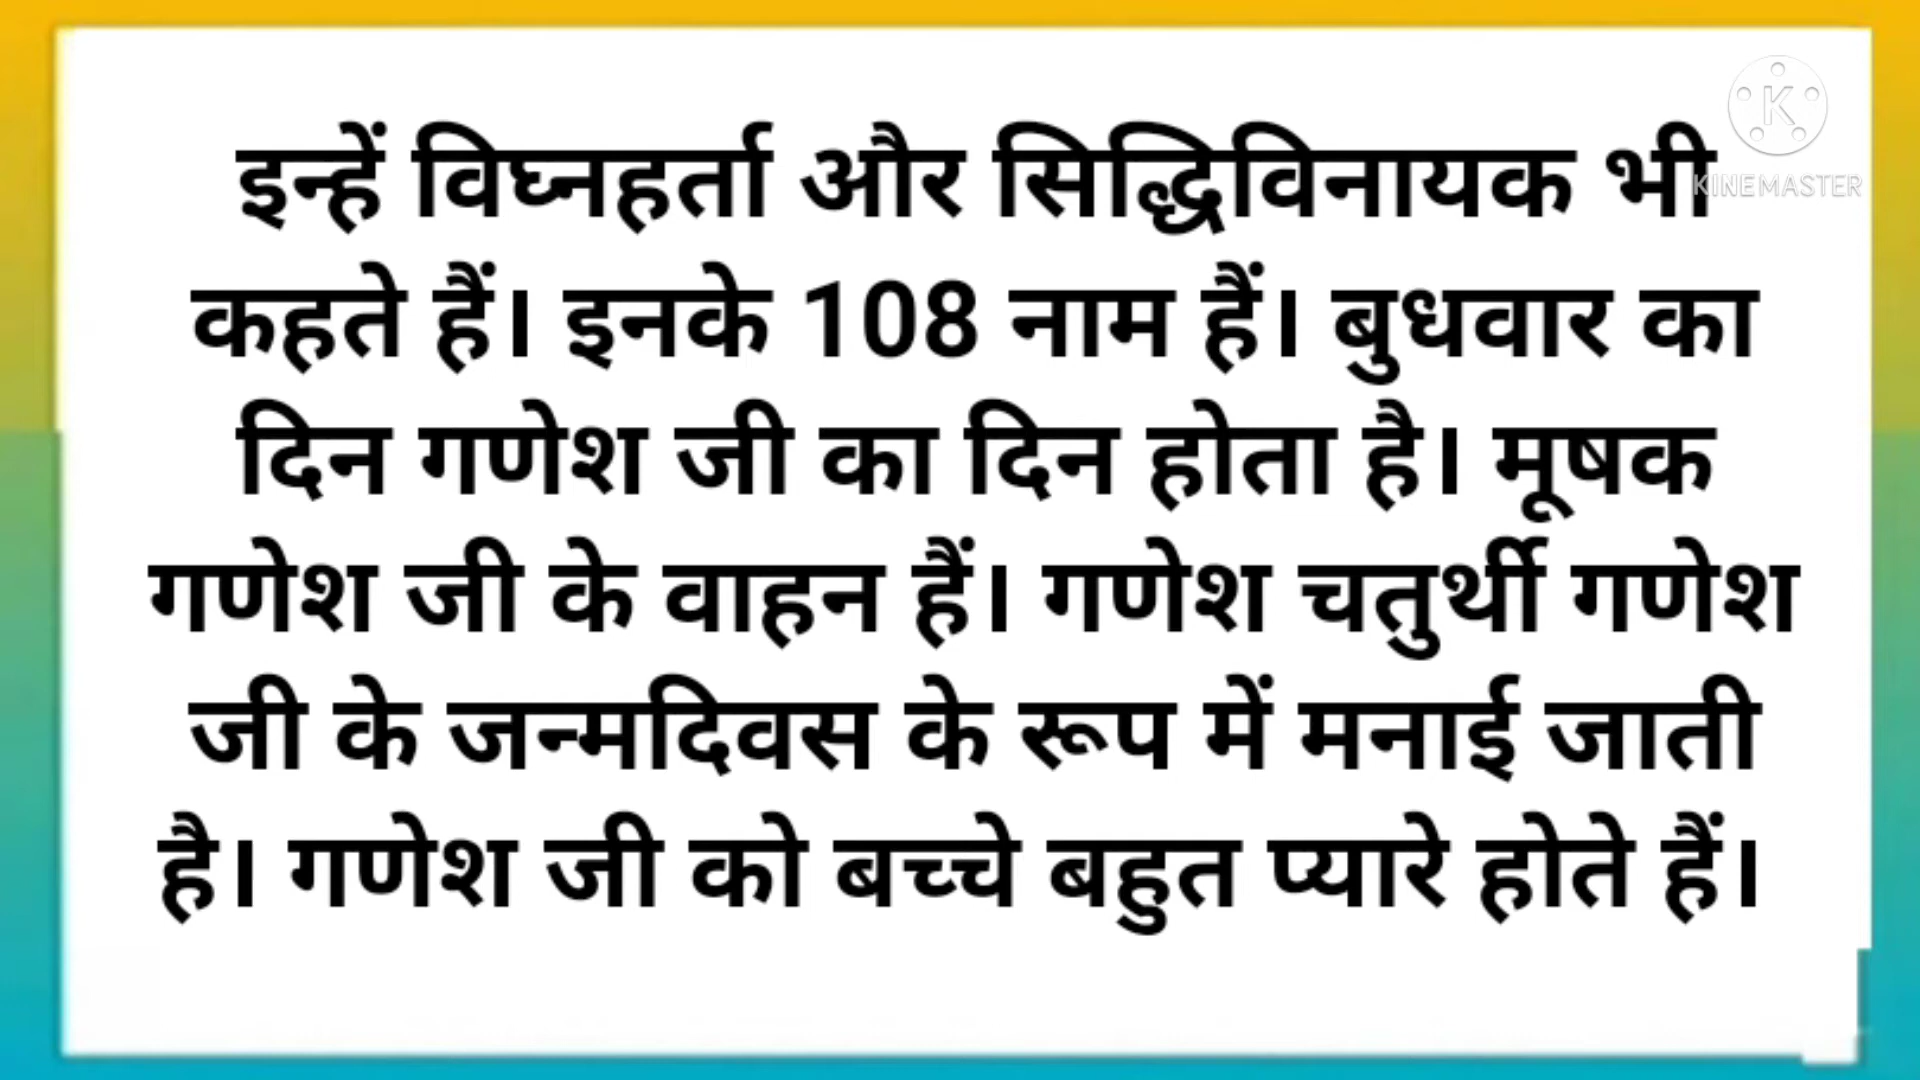 इन्हें विघ्नहर्ता और सिद्धिविनायक भी
कहते हैं। इनके 108 नाम हैं। बुधवार का
दिन गणेश जी का दिन होता है। मूषक
गणेश जी के वाहन हैं। गणेश चतुर्थी गणेश
जी के जन्मदिवस के रूप में मनाई जाती
है। गणेश जी को बच्चे बहुत प्यारे होते हैं।
K
KINEMASTER